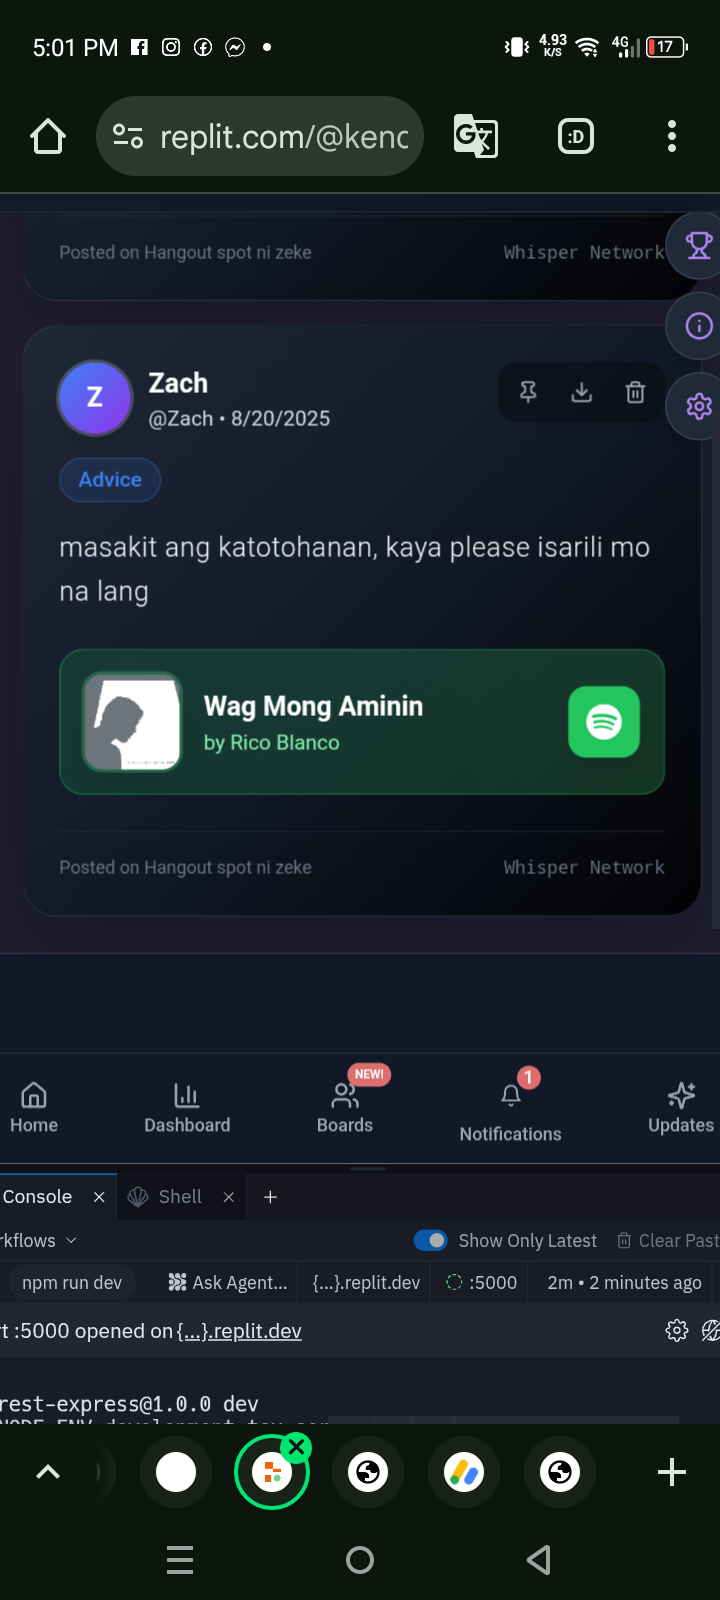 5:01 PM
4.93 K/S
4G
17
replit.com/@kenc
:D
Posted on Hangout spot ni zeke
Whisper Network
Z
Zach
@Zach • 8/20/2025
Advice
masakit ang katotohanan, kaya please isarili mo
na lang
Wag Mong Aminin
by Rico Blanco
Posted on Hangout spot ni zeke
Whisper Network
NEW!
1
Home
Dashboard
Boards
Notifications
Updates
Console
Shell
rkflows
Show Only Latest
Clear Past
npm run dev
Ask Agent...
{...}.replit.dev
:5000
2m • 2 minutes ago
t :5000 opened on {...}.replit.dev
rest-express@1.0.0 dev